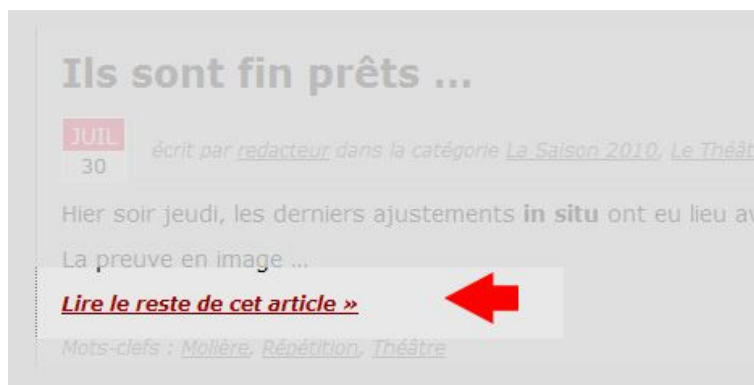 Ils sont fin prêts ...
JUIL
30
écrit par redacteur dans la catégorie La Saison 2010, Le Théât
Hier soir jeudi, les derniers ajustements in situ ont eu lieu av
La preuve en image ...
Lire le reste de cet article »
Mots-clefs : Molière, Répétition, Théâtre